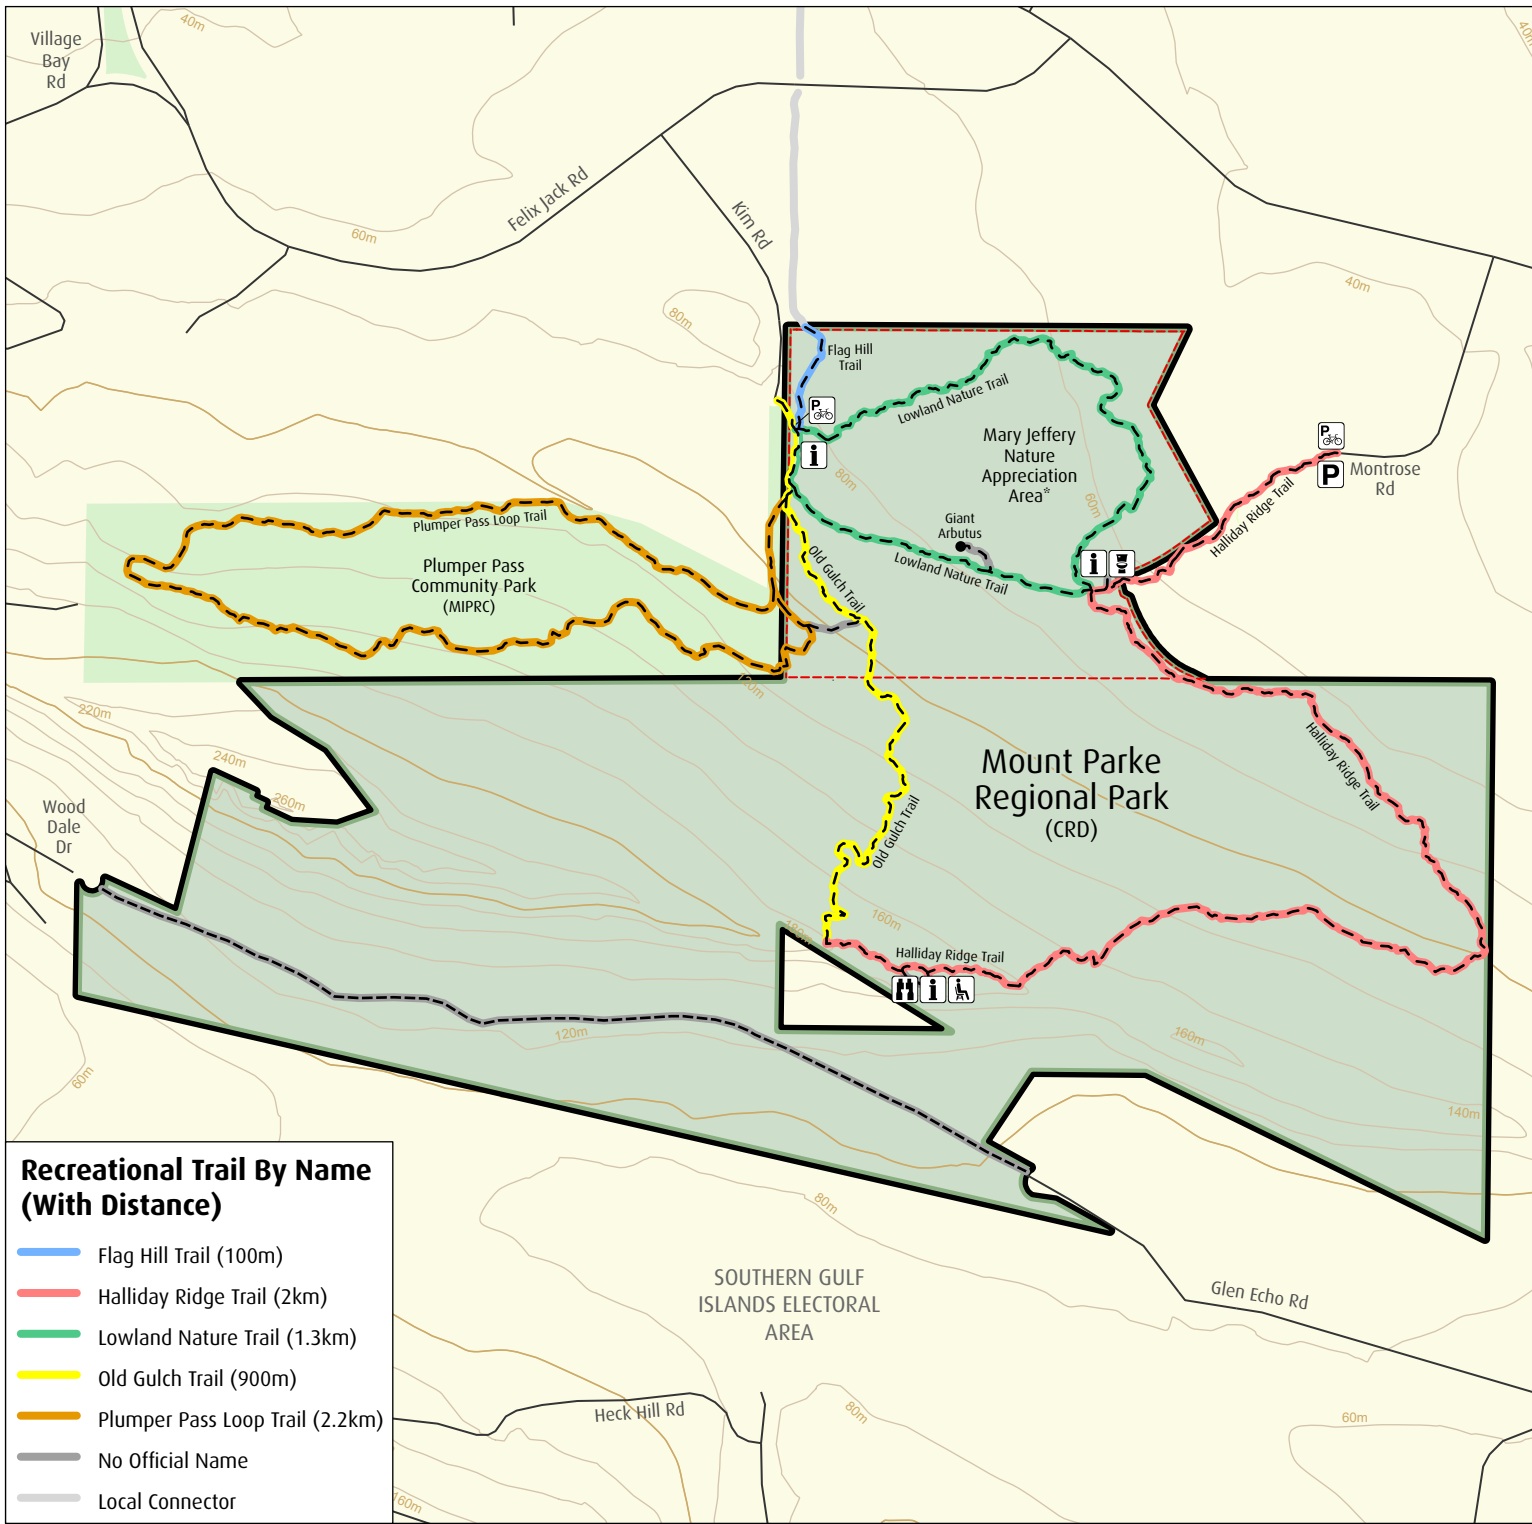 Village
Bay
Rd
40m
40m
Felix Jack Rd
60m
Kim Rd
80m
40m
Flag Hill
Trail
P
Lowland Nature Trail
Mary Jeffery
Nature
Appreciation
Area*
i
80m
60m
P
P
Montrose
Rd
Halliday Ridge Trail
Plumper Pass Loop Trail
Plumper Pass
Community Park
(MIPRC)
Giant
Arbutus
Old Gulch Trail
Lowland Nature Trail
i
120m
220m
240m
260m
Wood
Dale
Dr
Mount Parke
Regional Park
(CRD)
Halliday Ridge Trail
Old Gulch Trail
160m
Halliday Ridge Trail
i
120m
160m
140m
60m
80m
SOUTHERN GULF
ISLANDS ELECTORAL
AREA
Glen Echo Rd
Heck Hill Rd
80m
60m
160m
Recreational Trail By Name
(With Distance)
Flag Hill Trail (100m)
Halliday Ridge Trail (2km)
Lowland Nature Trail (1.3km)
Old Gulch Trail (900m)
Plumper Pass Loop Trail (2.2km)
No Official Name
Local Connector